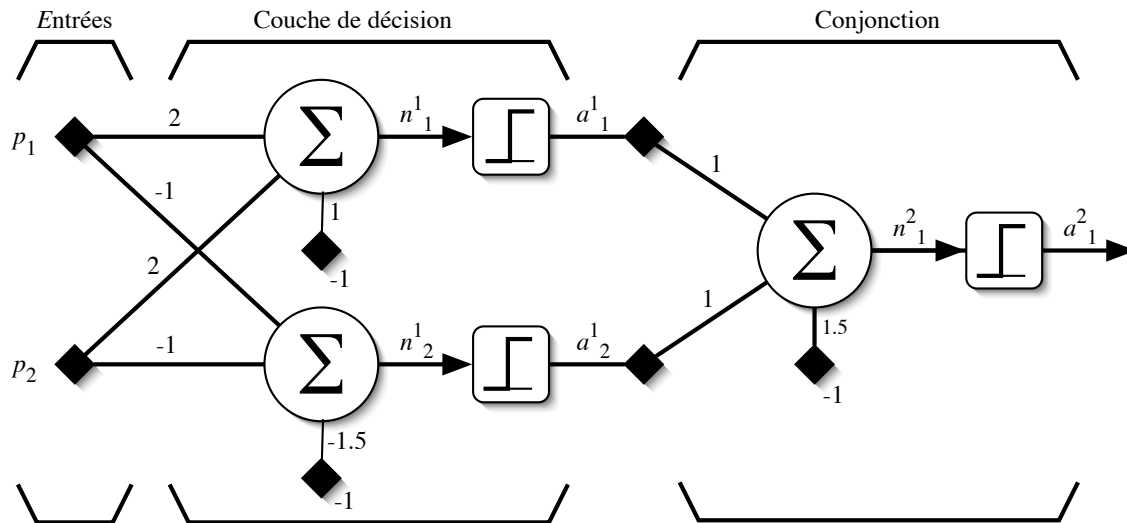 Entrées
Couche de décision
Conjonction
p1
2
Σ
n¹1
a¹1
-1
1
1
-1
2
Σ
n²1
a²1
1
1.5
-1
p2
-1
Σ
n¹2
a¹2
-1.5
-1